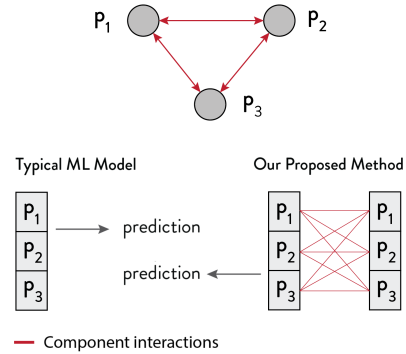 P1 P2
P3
Typical ML Model
Our Proposed Method
P1
P2
P3
prediction
prediction
P1 P1
P2 P2
P3 P3
Component interactions